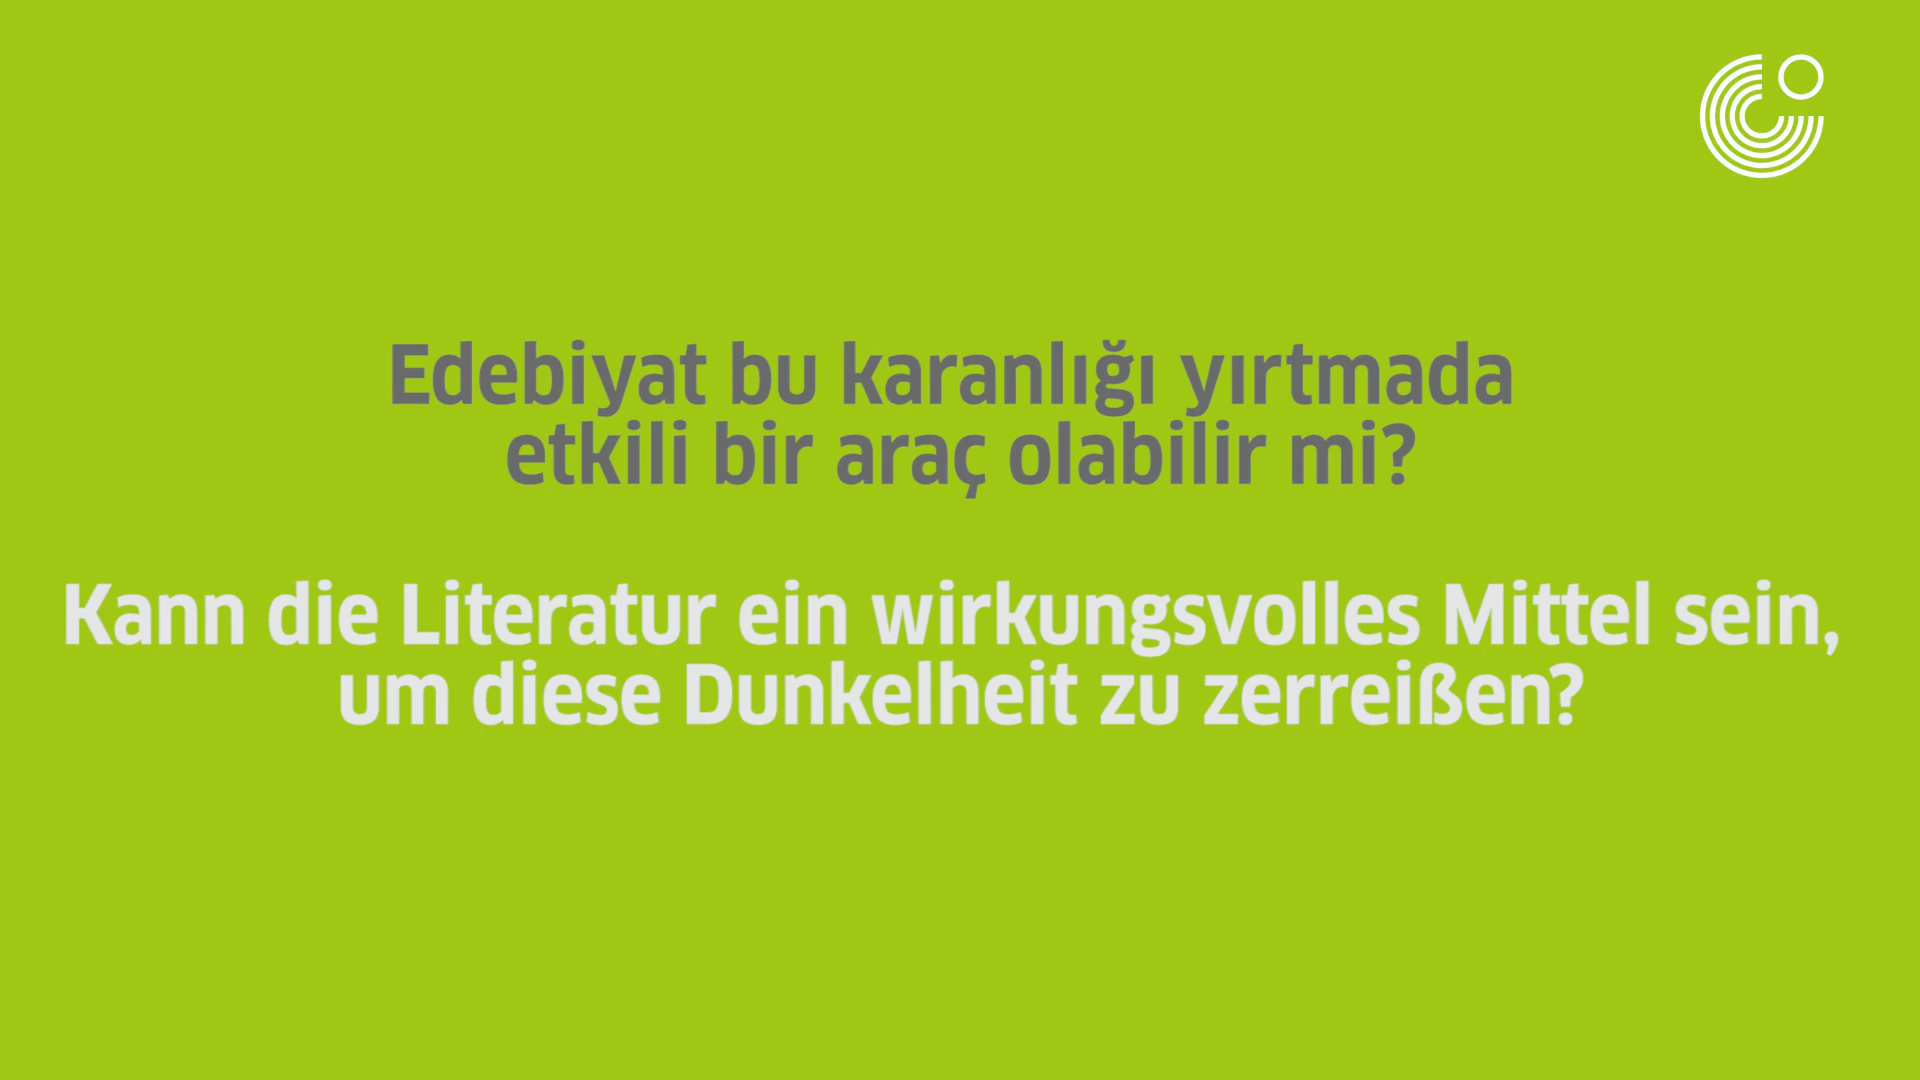 Edebiyat bu karanlığı yırtmada
etkili bir araç olabilir mi?
Kann die Literatur ein wirkungsvolles Mittel sein,
um diese Dunkelheit zu zerreißen?